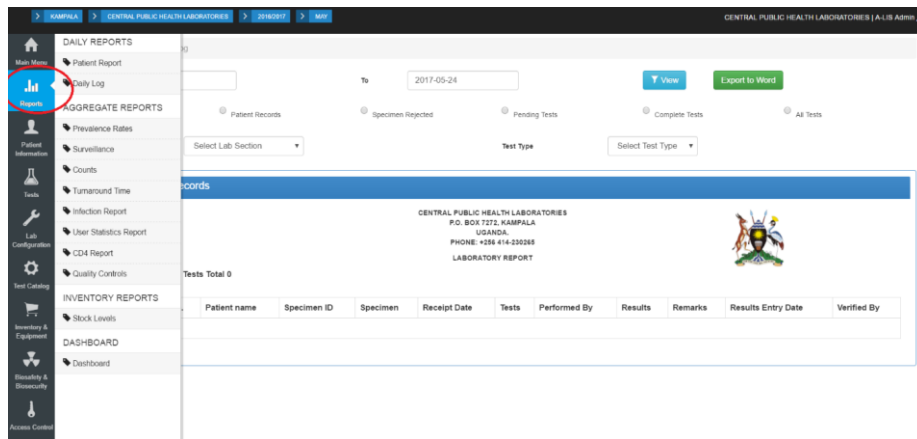 KAMPALA CENTRAL PUBLIC HEALTH LABORATORIES 2016/2017 MAY
CENTRAL PUBLIC HEALTH LABORATORIES | A-LIS Admin
Main Menu
Reports
Patient
Information
Tests
Lab
Configuration
Test Catalog
Inventory &
Equipment
Biosafety &
Biosecurity
Access Control
DAILY REPORTS
Patient Report
Daily Log
AGGREGATE REPORTS
Prevalence Rates
Surveillance
Counts
Turnaround Time
Infection Report
User Statistics Report
CD4 Report
Quality Controls
INVENTORY REPORTS
Stock Levels
DASHBOARD
Dashboard
To 2017-05-24 View Export to Word
Patient Records Specimen Rejected Pending Tests Complete Tests All Tests
Select Lab Section Test Type Select Test Type
CENTRAL PUBLIC HEALTH LABORATORIES
P.O. BOX 7272, KAMPALA
UGANDA.
PHONE: +256 414-230265
LABORATORY REPORT
Tests Total 0
Patient name Specimen ID Specimen Receipt Date Tests Performed By Results Remarks Results Entry Date Verified By